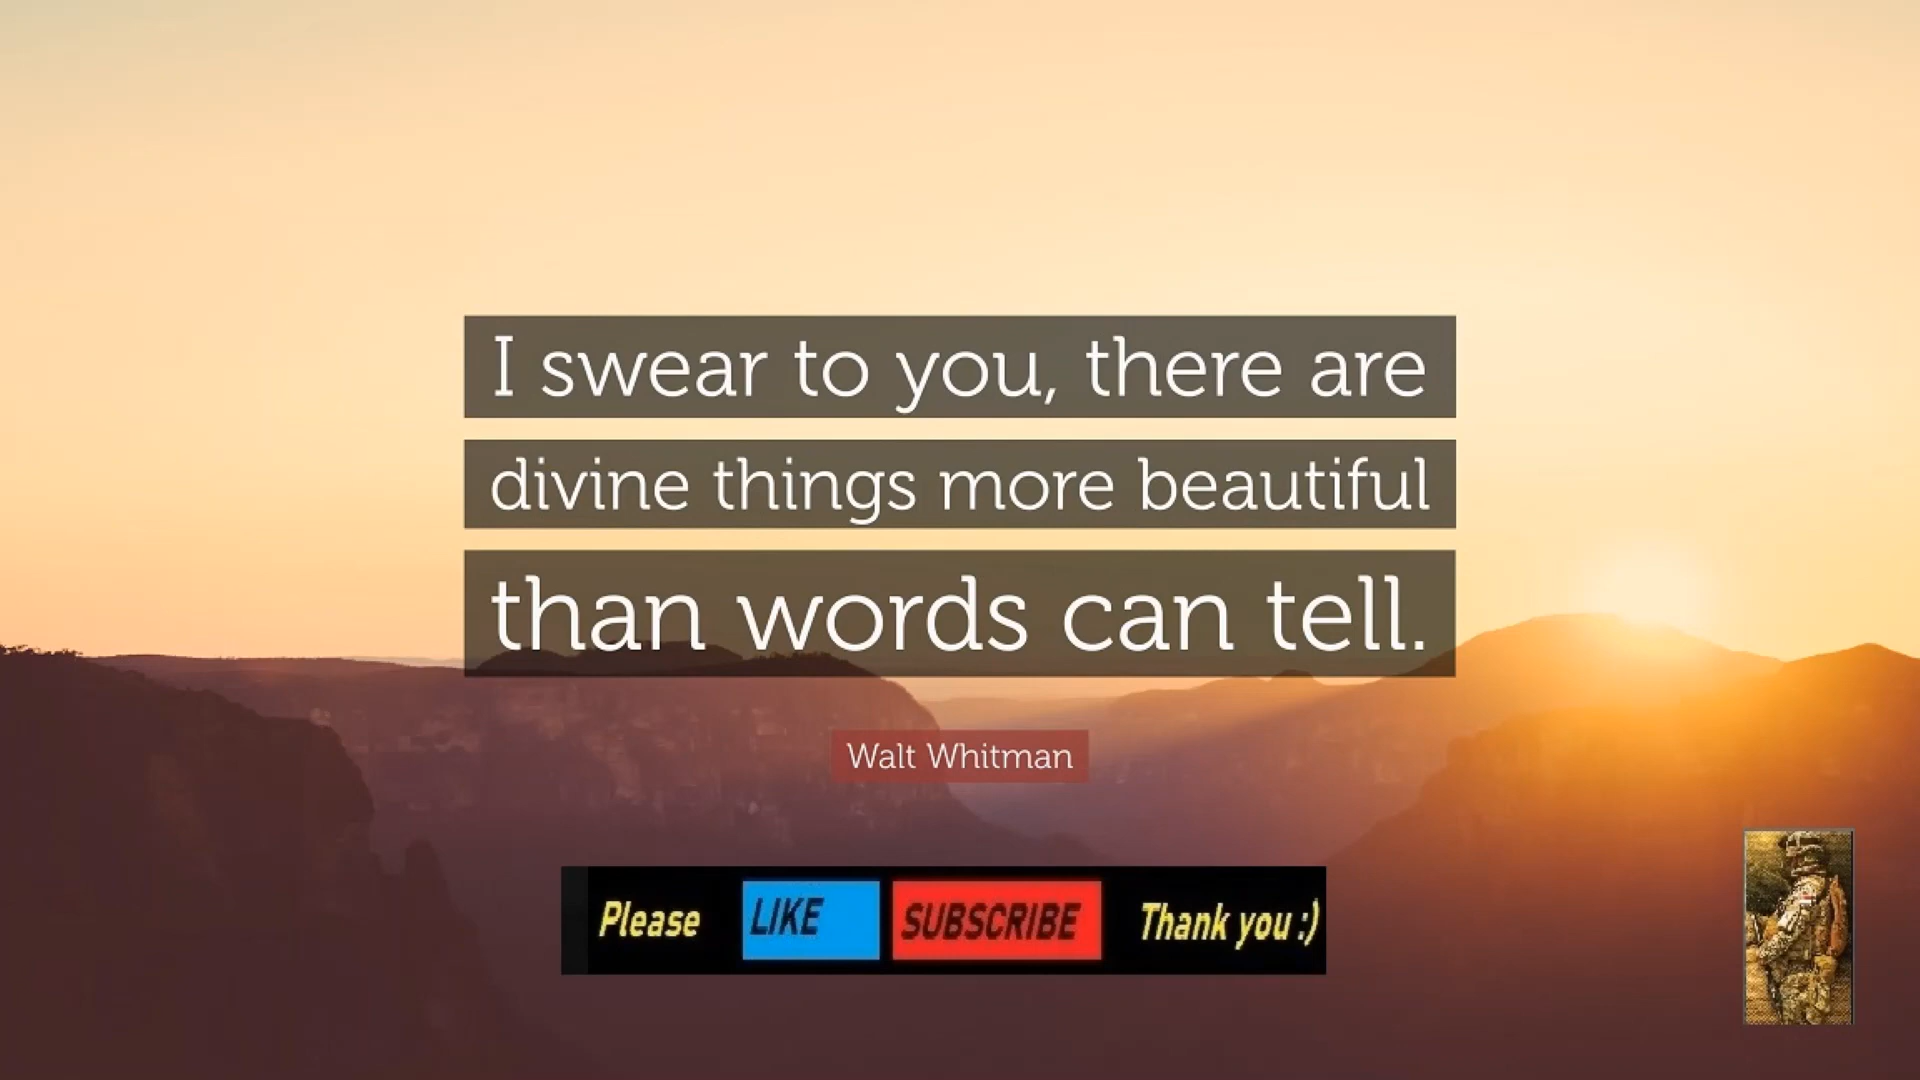 I swear to you, there are
divine things more beautiful
than words can tell.
Walt Whitman
Please LIKE SUBSCRIBE Thank you :)